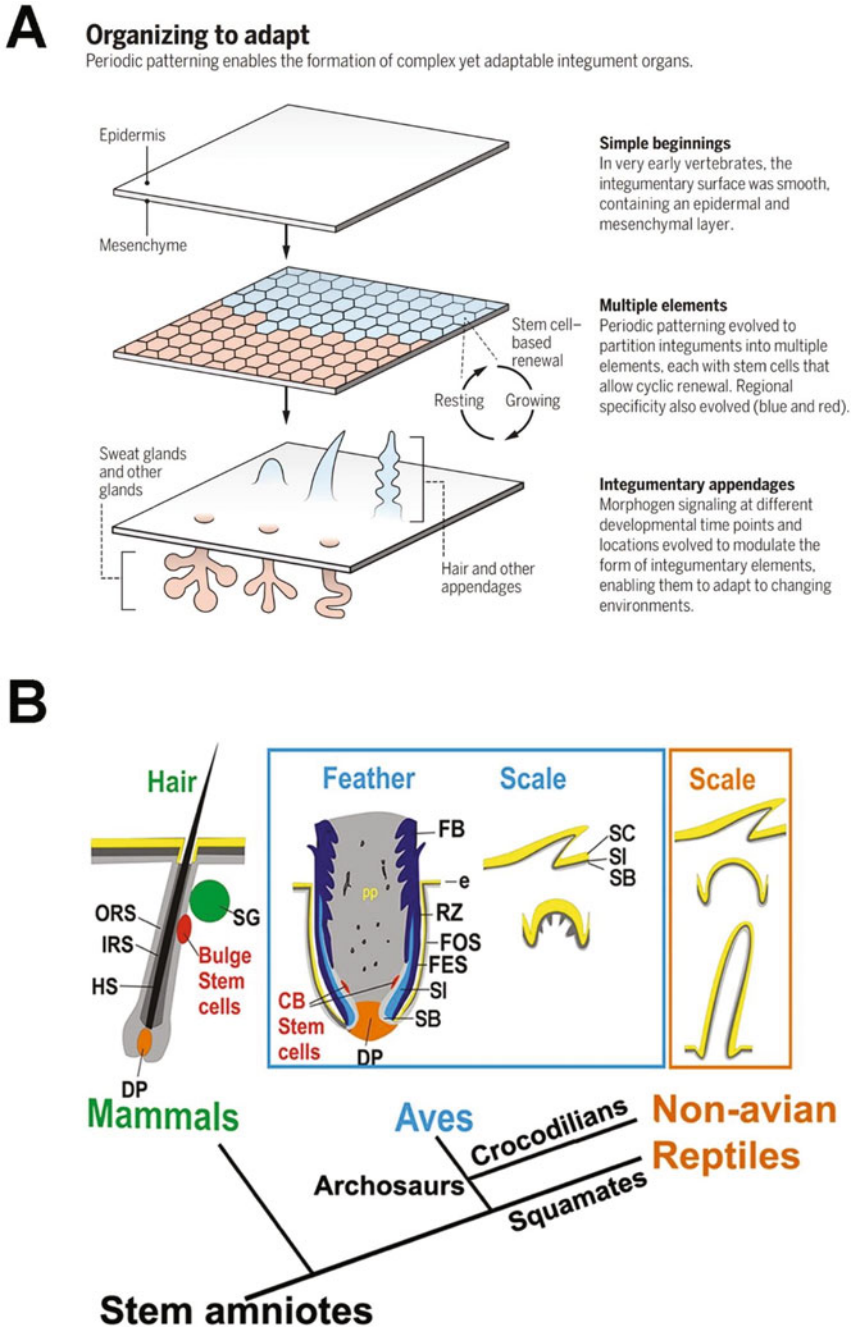 A
Organizing to adapt
Periodic patterning enables the formation of complex yet adaptable integument organs.
Epidermis
Mesenchyme
Simple beginnings
In very early vertebrates, the
integumentary surface was smooth,
containing an epidermal and
mesenchymal layer.
Stem cell–
based
renewal
Resting
Growing
Multiple elements
Periodic patterning evolved to
partition integuments into multiple
elements, each with stem cells that
allow cyclic renewal. Regional
specificity also evolved (blue and red).
Sweat glands
and other
glands
Hair and other
appendages
Integumentary appendages
Morphogen signaling at different
developmental time points and
locations evolved to modulate the
form of integumentary elements,
enabling them to adapt to changing
environments.
B
Hair
ORS
IRS
HS
SG
Bulge
Stem
cells
DP
Feather
FB
e
pp
RZ
FOS
FES
SI
SB
CB
Stem
cells
DP
Scale
SC
SI
SB
Scale
Mammals
Aves
Non-avian
Reptiles
Crocodilians
Archosaurs
Squamates
Stem amniotes